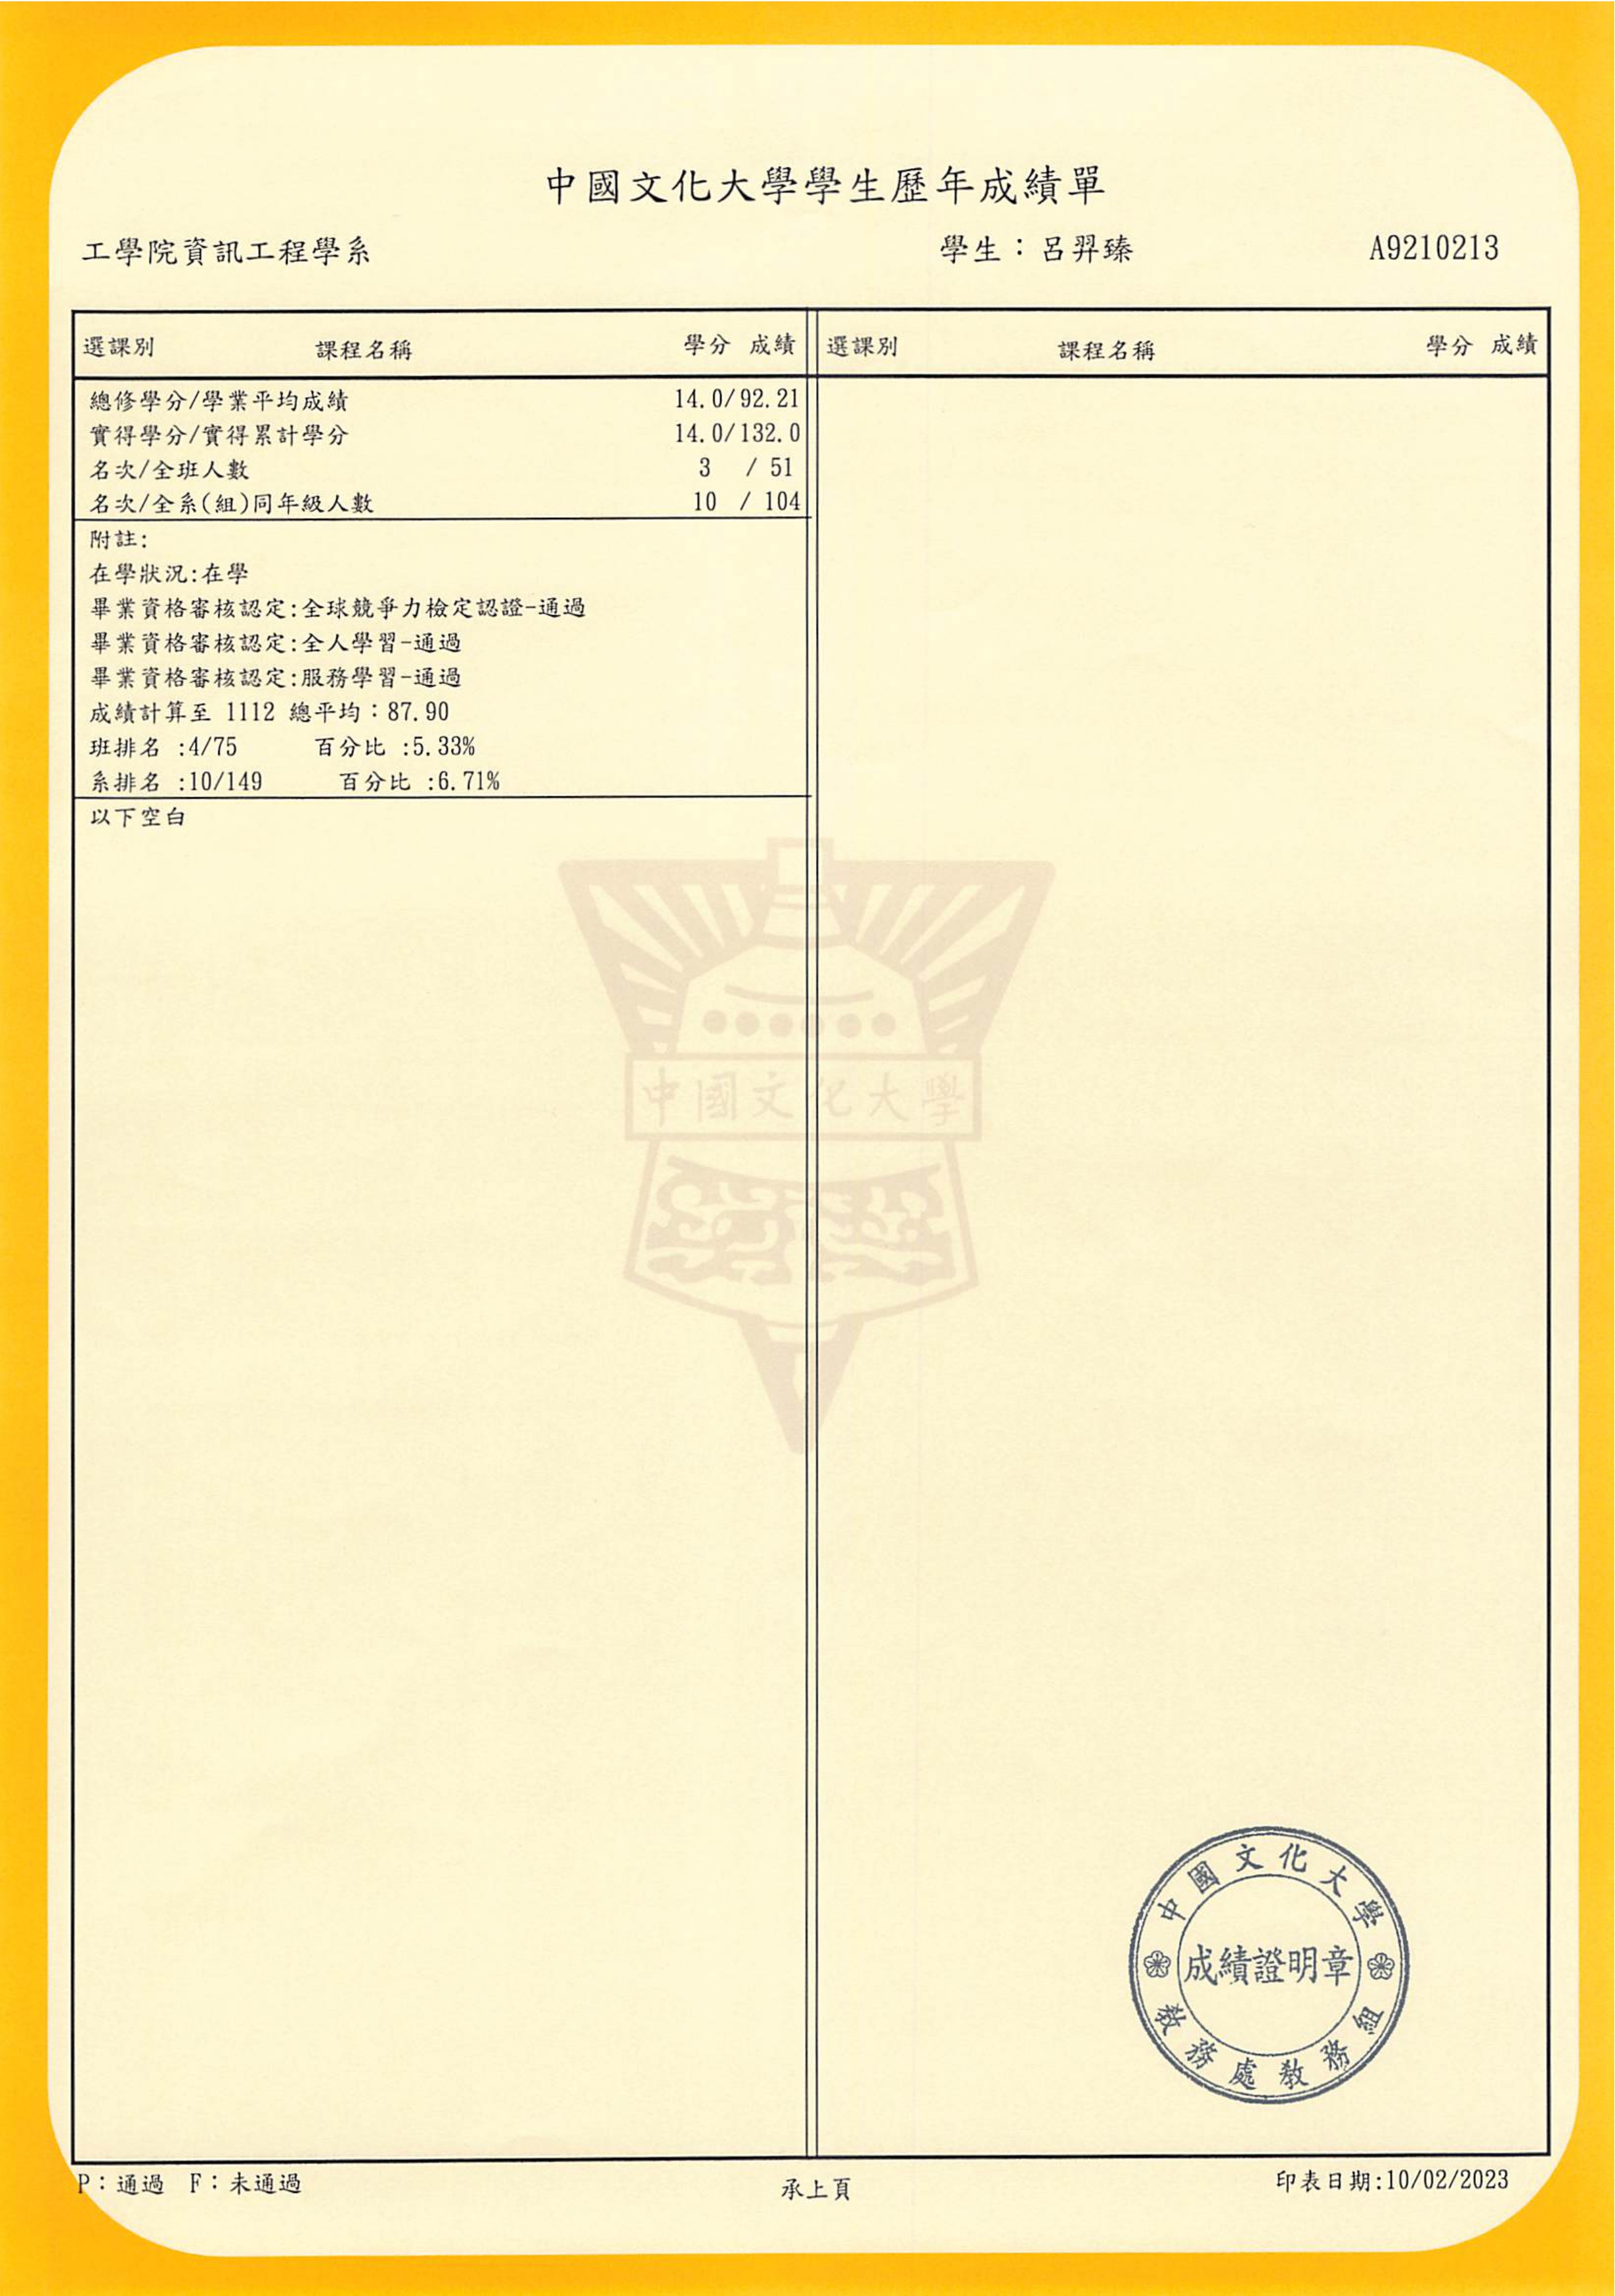 中國文化大學學生歷年成績單
工學院資訊工程學系 學生：呂羿臻 A9210213
選課別 課程名稱 學分 成績 選課別 課程名稱 學分 成績
總修學分/學業平均成績 14.0/92.21
實得學分/實得累計學分 14.0/132.0
名次/全班人數 3 / 51
名次/全系(組)同年級人數 10 / 104
附註:
在學狀況:在學
畢業資格審核認定:全球競爭力檢定認證-通過
畢業資格審核認定:全人學習-通過
畢業資格審核認定:服務學習-通過
成績計算至 1112 總平均：87.90
班排名 :4/75 百分比 :5.33%
系排名 :10/149 百分比 :6.71%
以下空白
中國文化大學
中國文化大學
成績證明章
教務處教務組
P：通過 F：未通過 承上頁 印表日期:10/02/2023